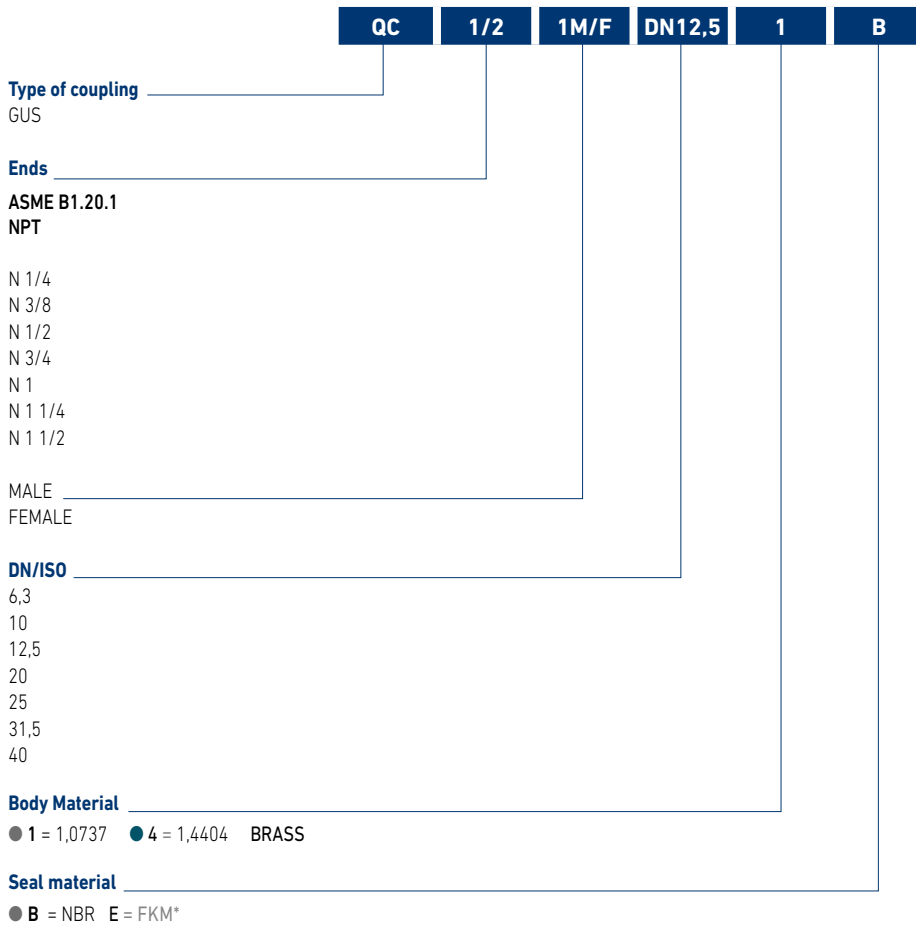 QC 1/2 1M/F DN12,5 1 B
Type of coupling
GUS
Ends
ASME B1.20.1
NPT
N 1/4
N 3/8
N 1/2
N 3/4
N 1
N 1 1/4
N 1 1/2
MALE
FEMALE
DN/ISO
6,3
10
12,5
20
25
31,5
40
Body Material
1 = 1,0737 4 = 1,4404 BRASS
Seal material
B = NBR E = FKM*